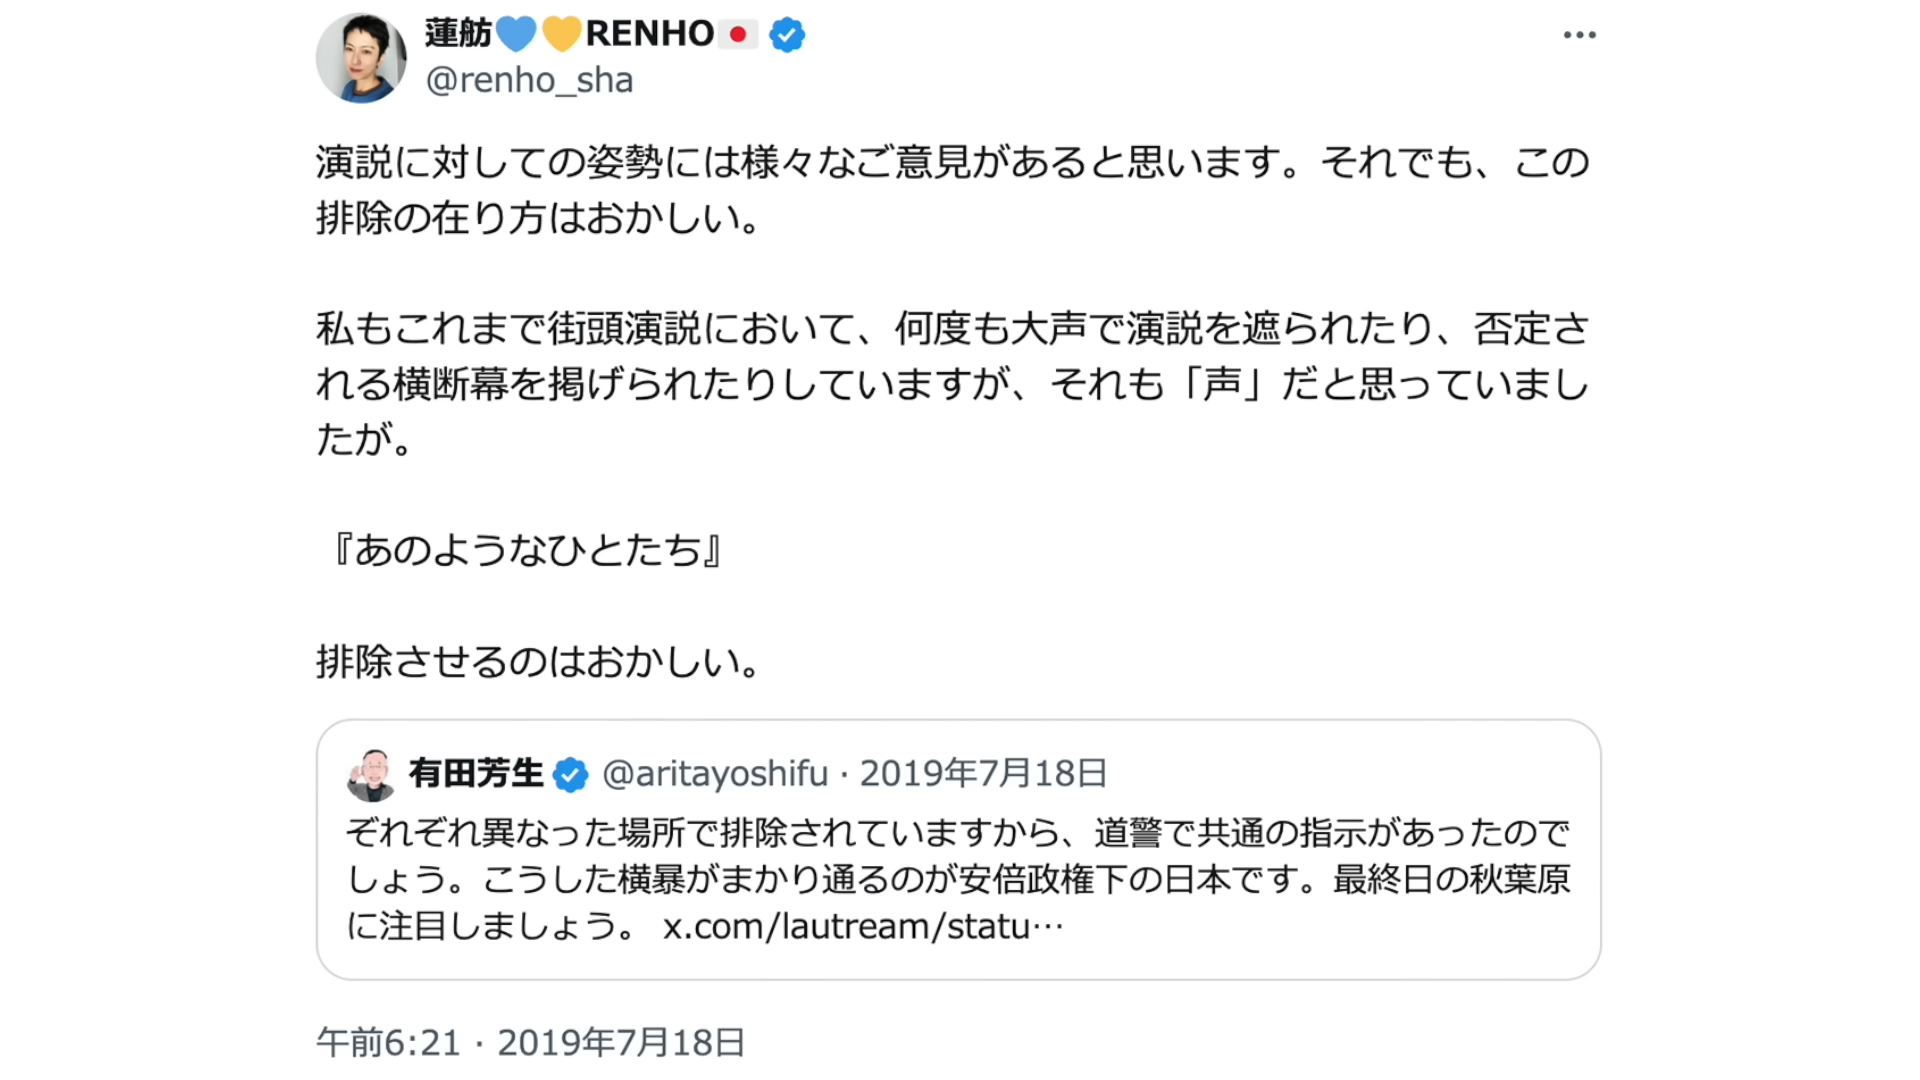 蓮舫💙💛RENHO🇯🇵
@renho_sha
演説に対しての姿勢には様々なご意見があると思います。それでも、この
排除の在り方はおかしい。
私もこれまで街頭演説において、何度も大声で演説を遮られたり、否定さ
れる横断幕を掲げられたりしていますが、それも「声」だと思っていまし
たが。
『あのようなひとたち』
排除させるのはおかしい。
有田芳生 @aritayoshifu · 2019年7月18日
ぞれぞれ異なった場所で排除されていますから、道警で共通の指示があったので
しょう。こうした横暴がまかり通るのが安倍政権下の日本です。最終日の秋葉原
に注目しましょう。 x.com/lautream/statu…
午前6:21 · 2019年7月18日